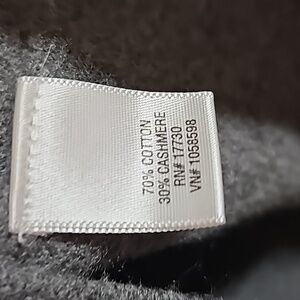 70% COTTON
30% CASHMERE
RN# 17730
VN# 1058598